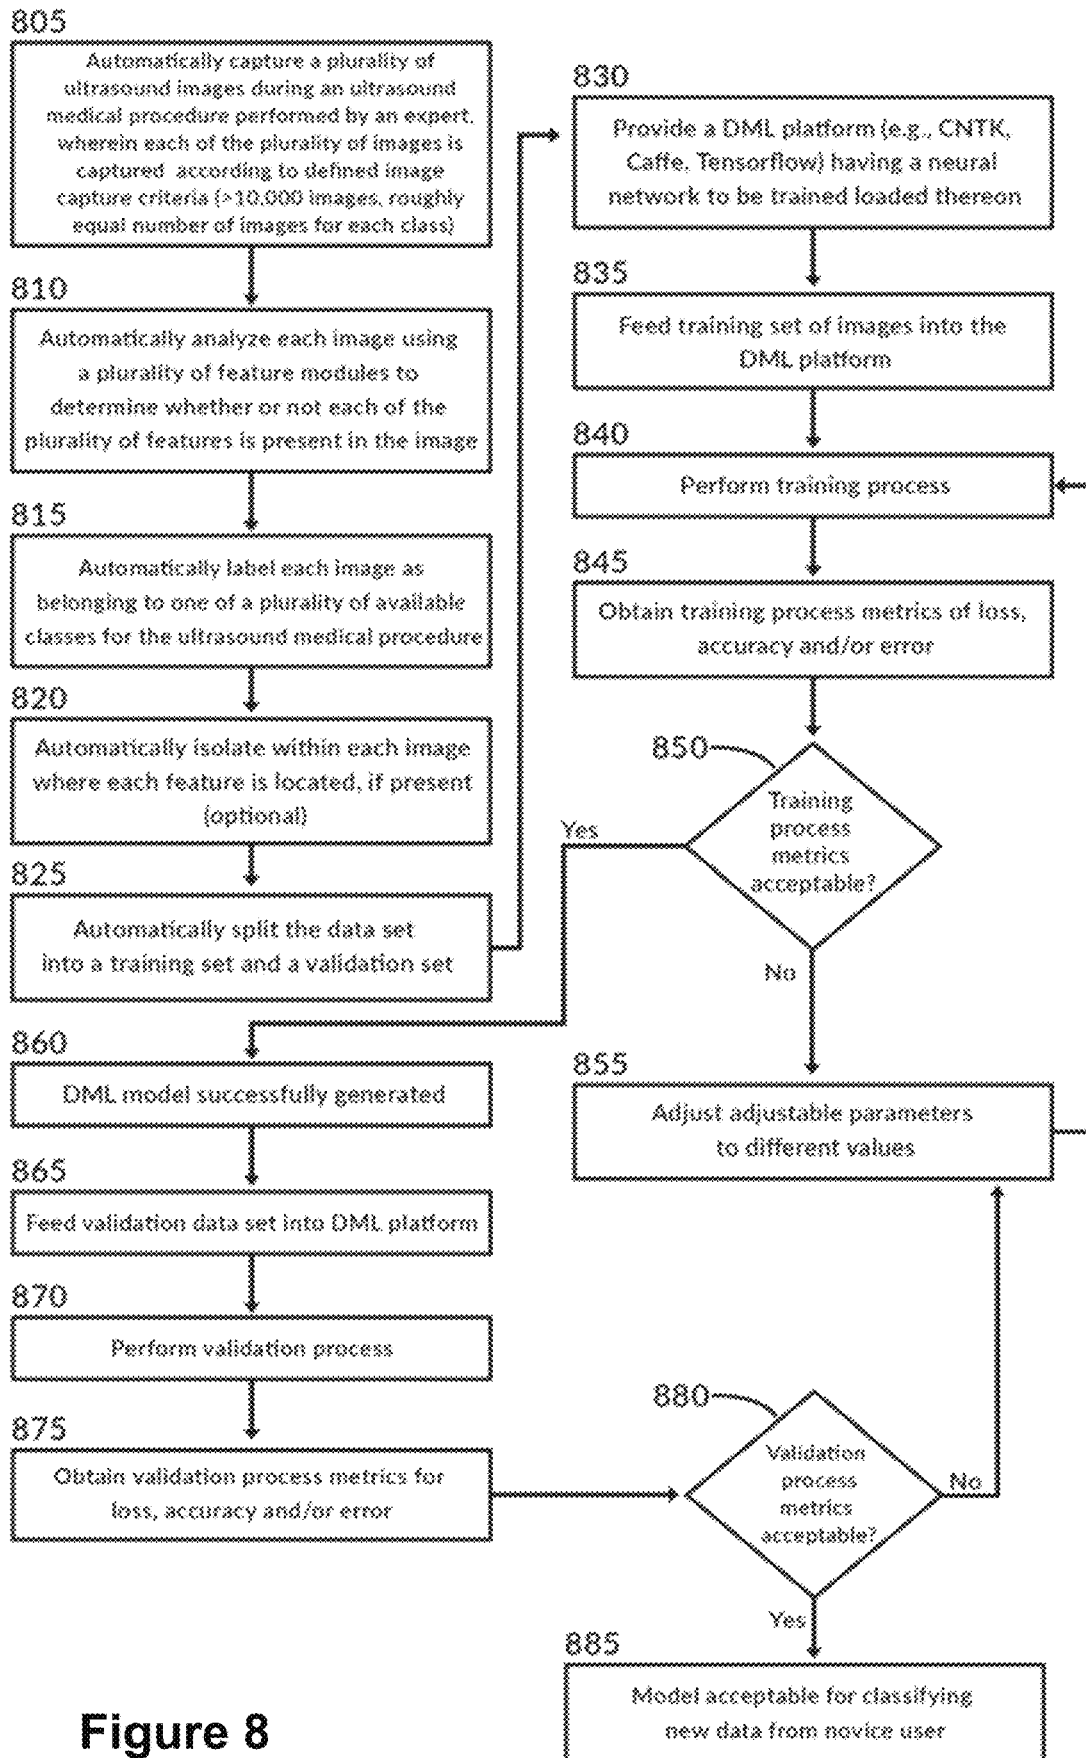 805
Automatically capture a plurality of
ultrasound images during an ultrasound
medical procedure performed by an expert,
wherein each of the plurality of images is
captured according to defined image
capture criteria (>10,000 images, roughly
equal number of images for each class)
810
Automatically analyze each image using
a plurality of feature modules to
determine whether or not each of the
plurality of features is present in the image
815
Automatically label each image as
belonging to one of a plurality of available
classes for the ultrasound medical procedure
820
Automatically isolate within each image
where each feature is located, if present
(optional)
825
Automatically split the data set
into a training set and a validation set
830
Provide a DML platform (e.g., CNTK,
Caffe, Tensorflow) having a neural
network to be trained loaded thereon
835
Feed training set of images into the
DML platform
840
Perform training process
845
Obtain training process metrics of loss,
accuracy and/or error
850
Training
process
metrics
acceptable?
Yes
No
855
Adjust adjustable parameters
to different values
860
DML model successfully generated
865
Feed validation data set into DML platform
870
Perform validation process
875
Obtain validation process metrics for
loss, accuracy and/or error
880
Validation
process
metrics
acceptable?
No
Yes
885
Model acceptable for classifying
new data from novice user
Figure 8